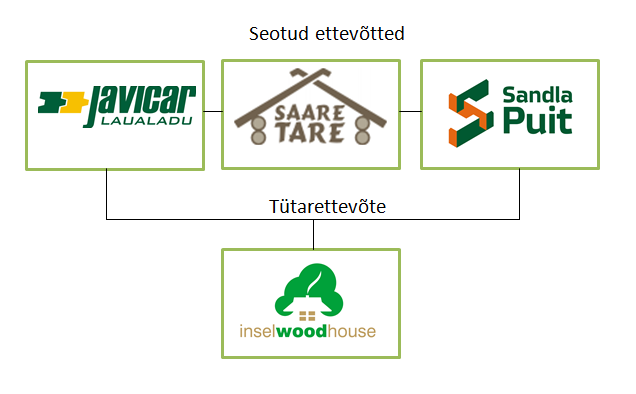 Seotud ettevõtted
Javicar
LAUALADU
SAARE
TARE
Sandla
Puit
Tütarettevõte
inselwoodhouse